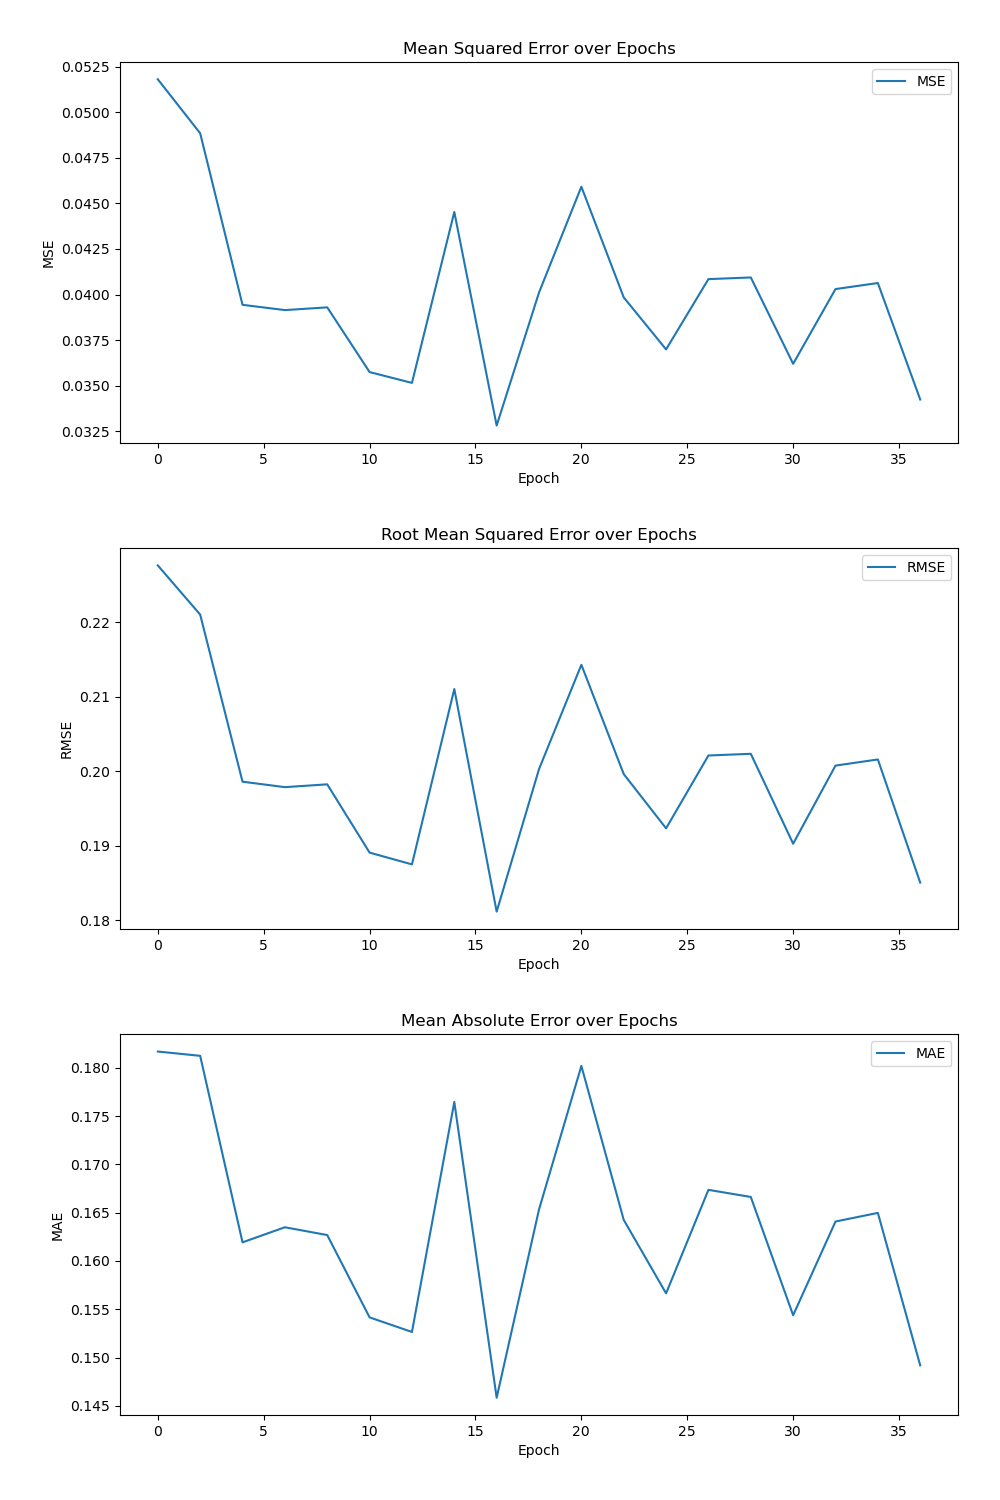 Mean Squared Error over Epochs
0.0525
0.0500
0.0475
0.0450
0.0425
0.0400
0.0375
0.0350
0.0325
MSE
MSE
0 5 10 15 20 25 30 35
Epoch
Root Mean Squared Error over Epochs
0.22
0.21
0.20
0.19
0.18
RMSE
RMSE
0 5 10 15 20 25 30 35
Epoch
Mean Absolute Error over Epochs
0.180
0.175
0.170
0.165
0.160
0.155
0.150
0.145
MAE
MAE
0 5 10 15 20 25 30 35
Epoch